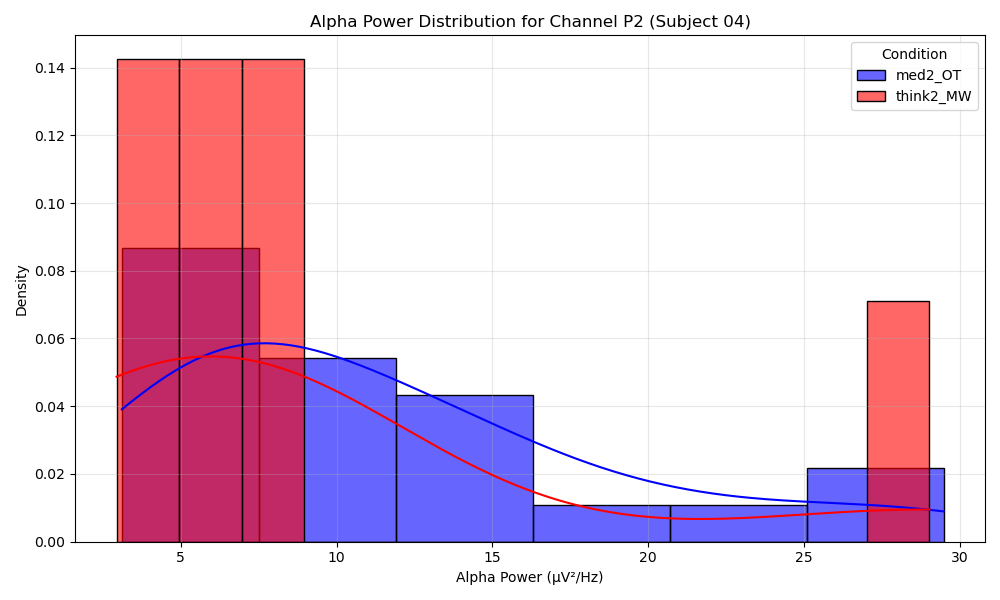 Alpha Power Distribution for Channel P2 (Subject 04)
Condition
med2_OT
think2_MW
Density
0.14
0.12
0.10
0.08
0.06
0.04
0.02
0.00
5
10
15
20
25
30
Alpha Power (µV²/Hz)